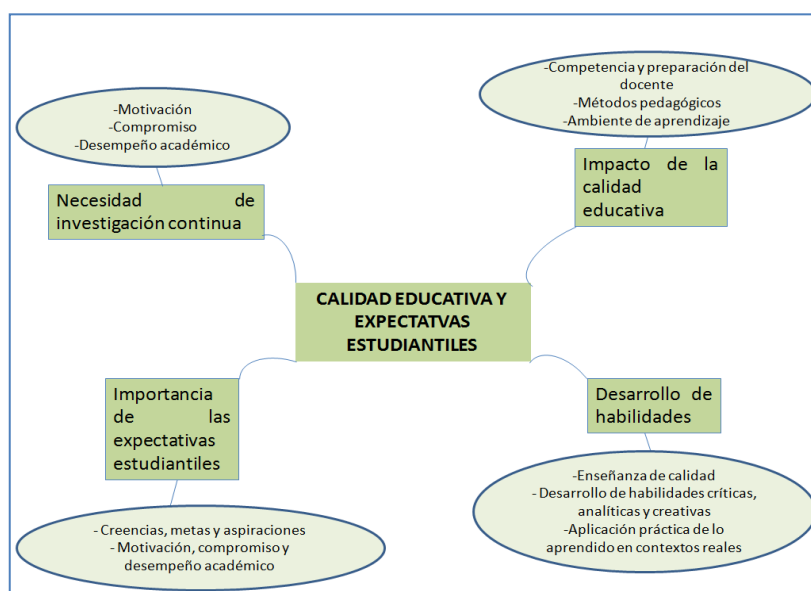 -Motivación
-Compromiso
-Desempeño académico
Necesidad de
investigación continua
-Competencia y preparación del
docente
-Métodos pedagógicos
-Ambiente de aprendizaje
Impacto de la
calidad
educativa
CALIDAD EDUCATIVA Y
EXPECTATVAS
ESTUDIANTILES
Importancia
de las
expectativas
estudiantiles
- Creencias, metas y aspiraciones
- Motivación, compromiso y
desempeño académico
Desarrollo de
habilidades
-Enseñanza de calidad
- Desarrollo de habilidades críticas,
analíticas y creativas
-Aplicación práctica de lo
aprendido en contextos reales